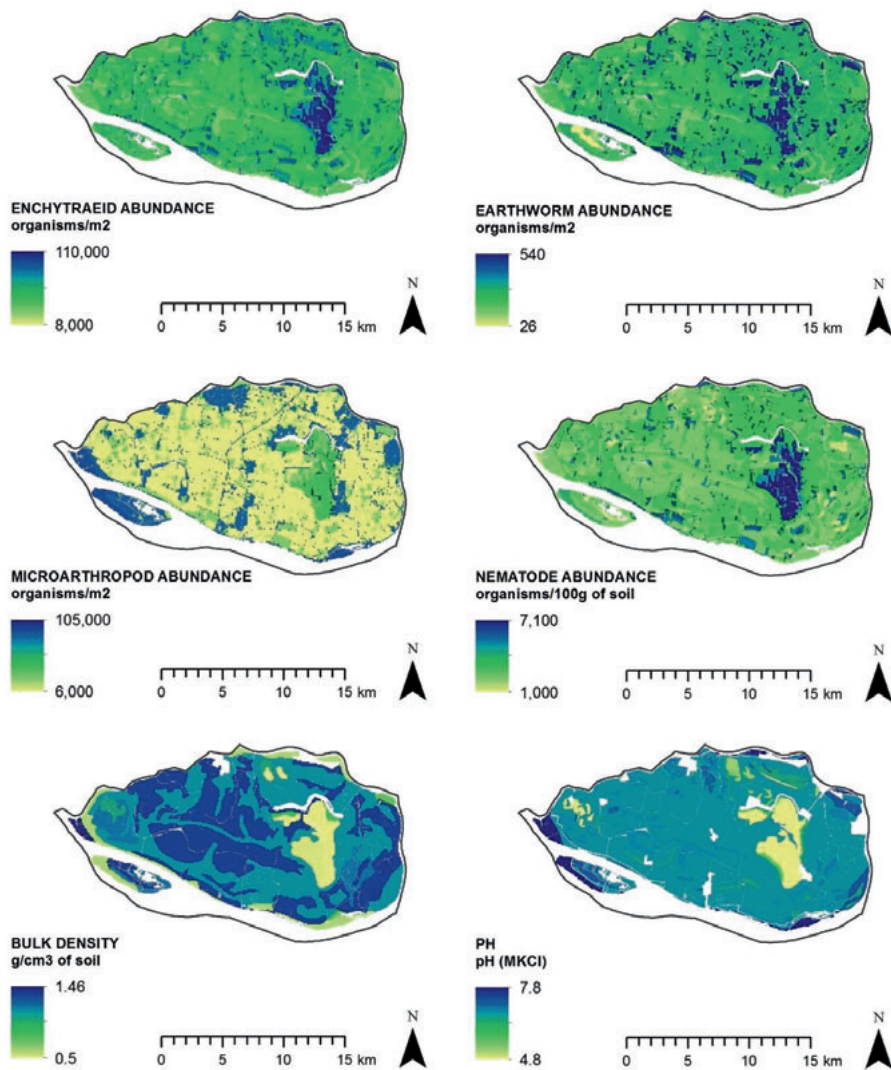 ENCHYTRAEID ABUNDANCE
organisms/m2
110,000
8,000
0 5 10 15 km
N
EARTHWORM ABUNDANCE
organisms/m2
540
26
0 5 10 15 km
N
MICROARTHROPOD ABUNDANCE
organisms/m2
105,000
6,000
0 5 10 15 km
N
NEMATODE ABUNDANCE
organisms/100g of soil
7,100
1,000
0 5 10 15 km
N
BULK DENSITY
g/cm3 of soil
1.46
0.5
0 5 10 15 km
N
PH
pH (MKCl)
7.8
4.8
0 5 10 15 km
N